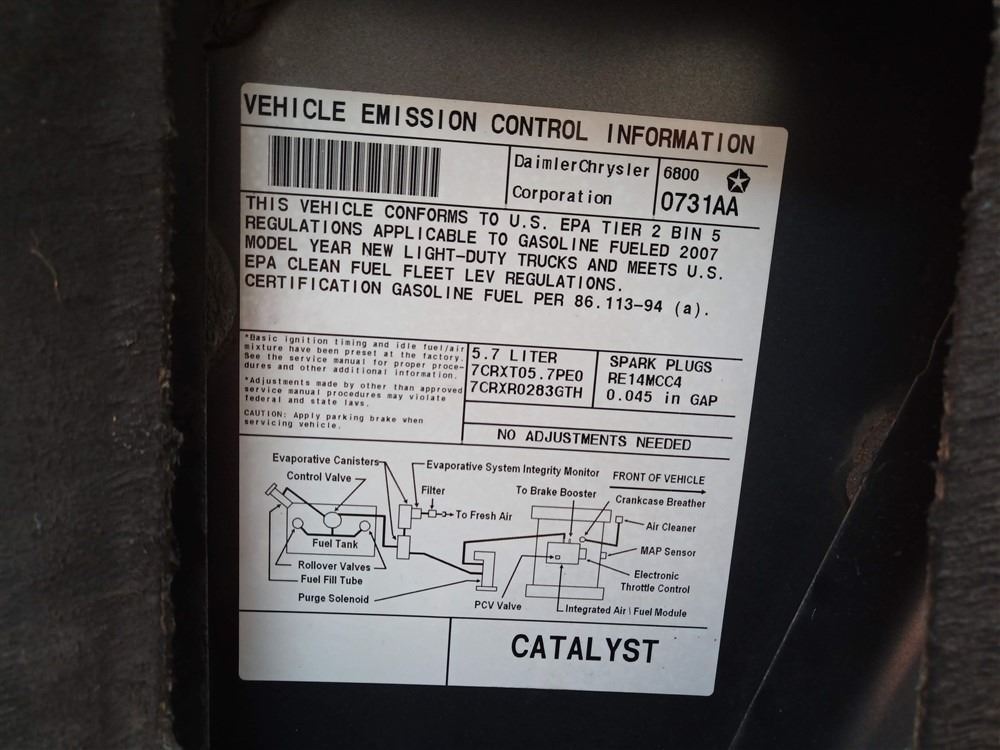 VEHICLE EMISSION CONTROL INFORMATION
DaimlerChrysler
Corporation
6800
0731AA
THIS VEHICLE CONFORMS TO U.S. EPA TIER 2 BIN 5
REGULATIONS APPLICABLE TO GASOLINE FUELED 2007
MODEL YEAR NEW LIGHT-DUTY TRUCKS AND MEETS U.S.
EPA CLEAN FUEL FLEET LEV REGULATIONS.
CERTIFICATION GASOLINE FUEL PER 86.113-94 (a).
*Basic ignition timing and idle fuel/air
mixture have been preset at the factory.
See the service manual for proper proce-
dures and other additional information.
*Adjustments made by other than approved
service manual procedures may violate
federal and state laws.
CAUTION: Apply parking brake when
servicing vehicle.
5.7 LITER
7CRXT05.7PE0
7CRXR0283GTH
SPARK PLUGS
RE14MCC4
0.045 in GAP
NO ADJUSTMENTS NEEDED
Evaporative Canisters
Control Valve
Evaporative System Integrity Monitor
Filter
To Fresh Air
Fuel Tank
Rollover Valves
Fuel Fill Tube
Purge Solenoid
FRONT OF VEHICLE
To Brake Booster
Crankcase Breather
Air Cleaner
MAP Sensor
Electronic
Throttle Control
PCV Valve
Integrated Air \ Fuel Module
CATALYST